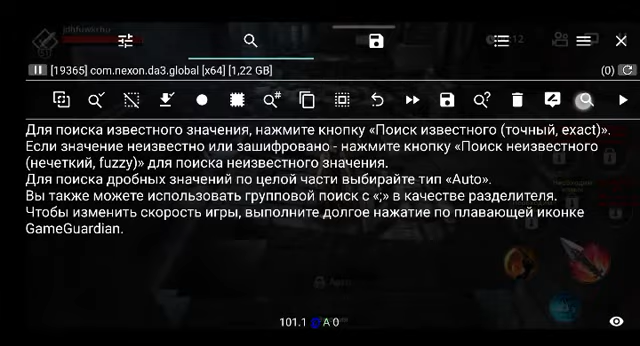 jdhfuwirhu
12
[19365] com.nexon.da3.global [x64] [1,22 GB]
(0)
Для поиска известного значения, нажмите кнопку «Поиск известного (точный, exact)».
Если значение неизвестно или зашифровано - нажмите кнопку «Поиск неизвестного
(нечеткий, fuzzy)» для поиска неизвестного значения.
Для поиска дробных значений по целой части выбирайте тип «Auto».
Вы также можете использовать групповой поиск с «;» в качестве разделителя.
Чтобы изменить скорость игры, выполните долгое нажатие по плавающей иконке
GameGuardian.
Авто
101.1 A 0